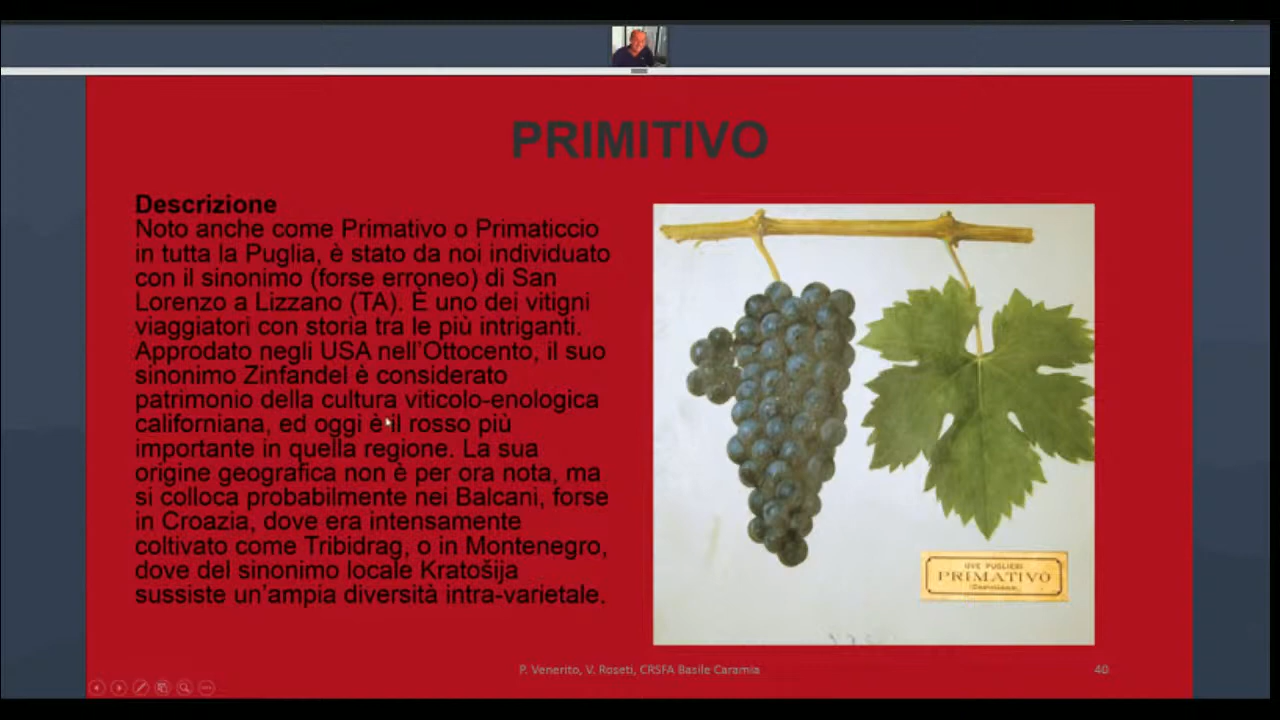 PRIMITIVO
Descrizione
Noto anche come Primativo o Primaticcio
in tutta la Puglia, è stato da noi individuato
con il sinonimo (forse erroneo) di San
Lorenzo a Lizzano (TA). È uno dei vitigni
viaggiatori con storia tra le più intriganti.
Approdato negli USA nell'Ottocento, il suo
sinonimo Zinfandel è considerato
patrimonio della cultura viticolo-enologica
californiana, ed oggi è il rosso più
importante in quella regione. La sua
origine geografica non è per ora nota, ma
si colloca probabilmente nei Balcani, forse
in Croazia, dove era intensamente
coltivato come Tribidrag, o in Montenegro,
dove del sinonimo locale Kratošija
sussiste un'ampia diversità intra-varietale.
UVE PUGLIESI
PRIMATIVO
P. Venerito, V. Roseti, CRSFA Basile Caramia
40